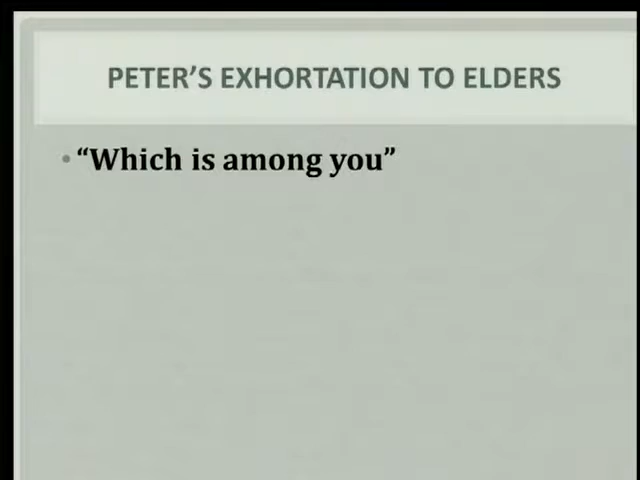 PETER'S EXHORTATION TO ELDERS
• “Which is among you”